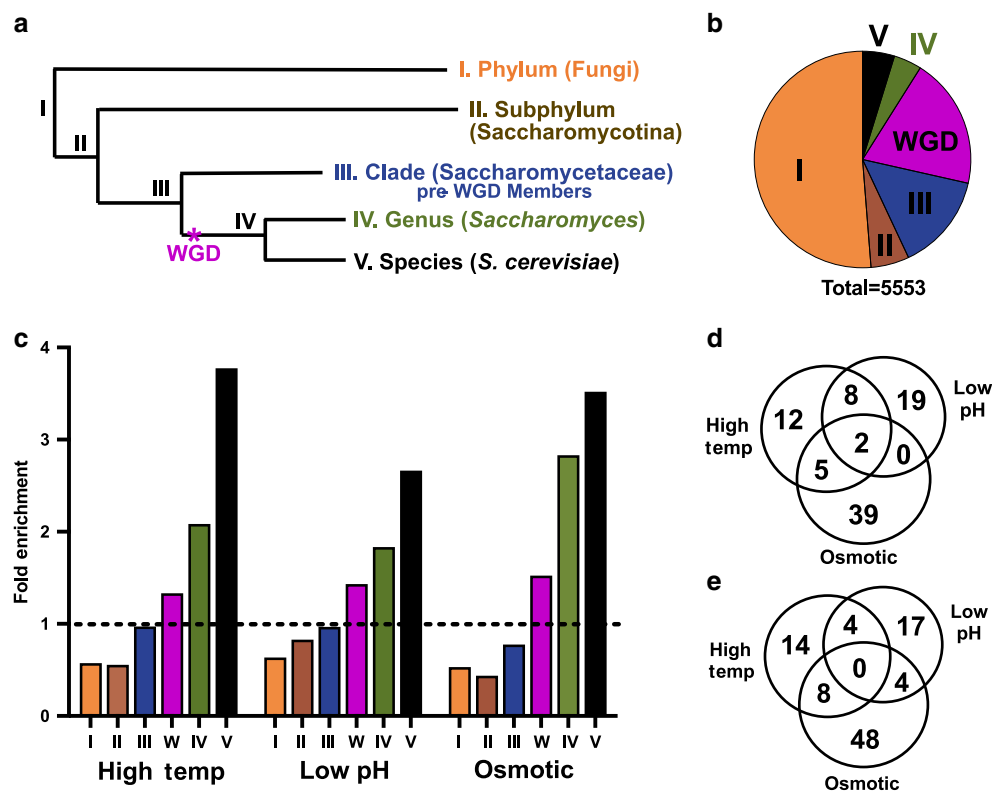 a
I. Phylum (Fungi)
I
II. Subphylum
(Saccharomycotina)
II
III. Clade (Saccharomycetaceae)
pre- WGD Members
III
IV. Genus (Saccharomyces)
IV
*
WGD
V. Species (S. cerevisiae)
b
V
IV
WGD
I
III
II
Total=5553
c
Fold enrichment
4
3
2
1
0
I II III W IV V
I II III W IV V
I II III W IV V
High temp
Low pH
Osmotic
d
High
temp
Low
pH
12
8
19
2
5
0
39
Osmotic
e
High
temp
Low
pH
14
4
17
0
8
4
48
Osmotic